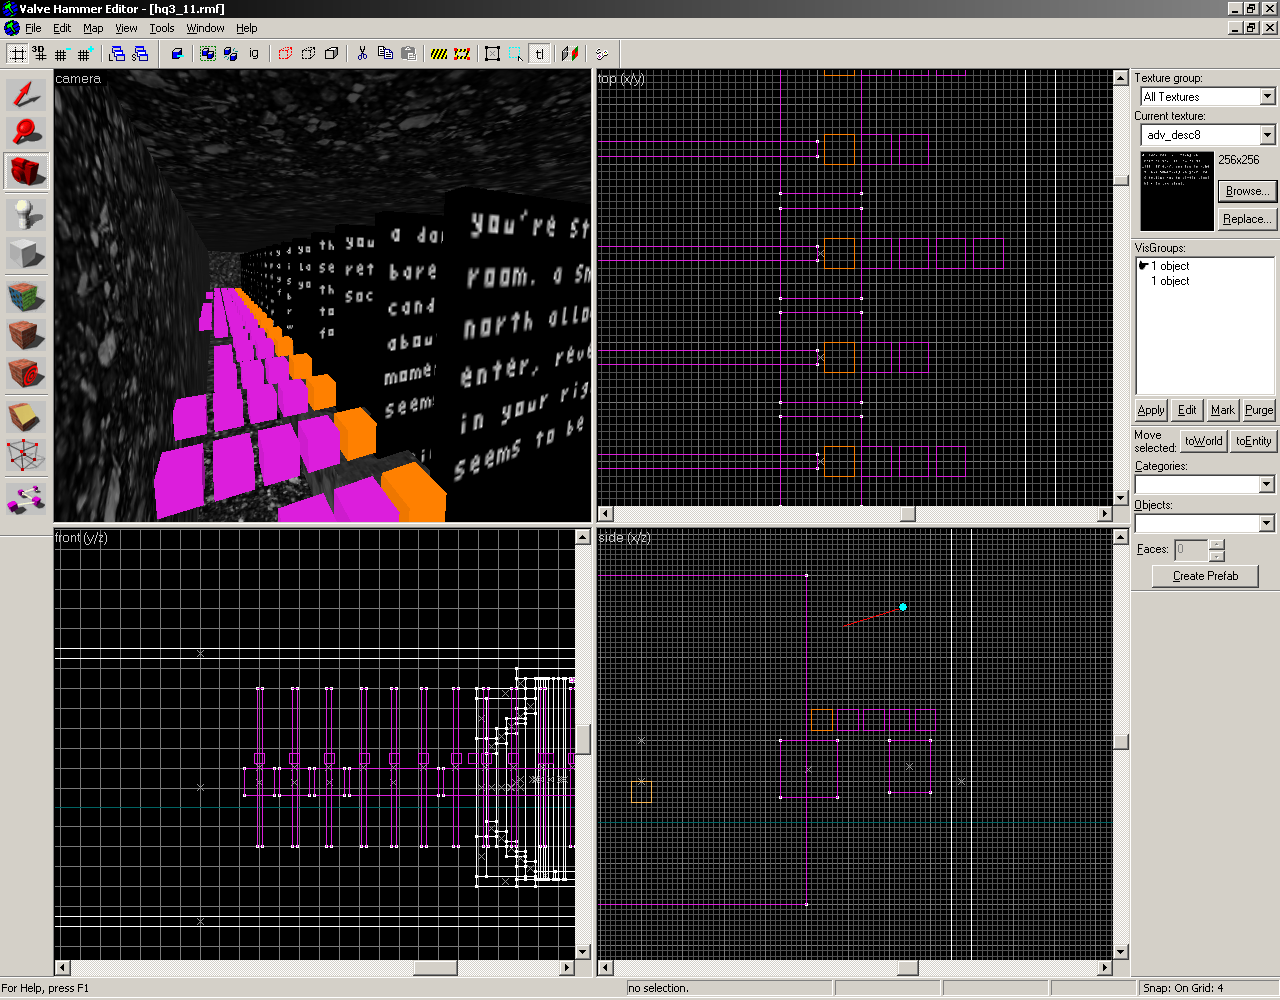 Valve Hammer Editor - [hq3_11.rmf]
File Edit Map View Tools Window Help
3D
ig
tl
camera
you're st
room. a sm
north allo
enter, reve
in your rig
seems to be
a da
bare
cand
abou
mome
seem
you
ret
Soc
top (x/y)
front (y/z)
side (x/z)
Texture group:
All Textures
Current texture:
adv_desc8
256x256
Browse...
Replace...
VisGroups:
1 object
1 object
Apply Edit Mark Purge
Move selected: toWorld toEntity
Categories:
Objects:
Faces: 0
Create Prefab
For Help, press F1
no selection.
Snap: On Grid: 4